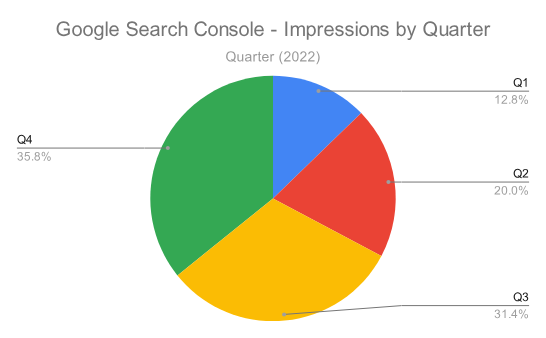 Google Search Console - Impressions by Quarter
Quarter (2022)
Q1
12.8%
Q4
35.8%
Q2
20.0%
Q3
31.4%